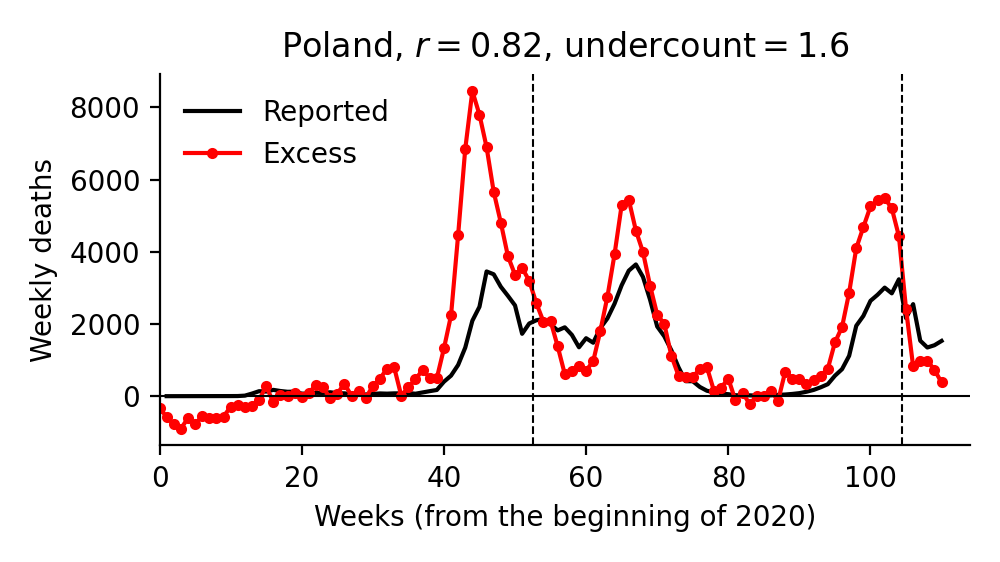 Poland, r = 0.82, undercount = 1.6
Reported
Excess
Weekly deaths
8000
6000
4000
2000
0
0 20 40 60 80 100
Weeks (from the beginning of 2020)